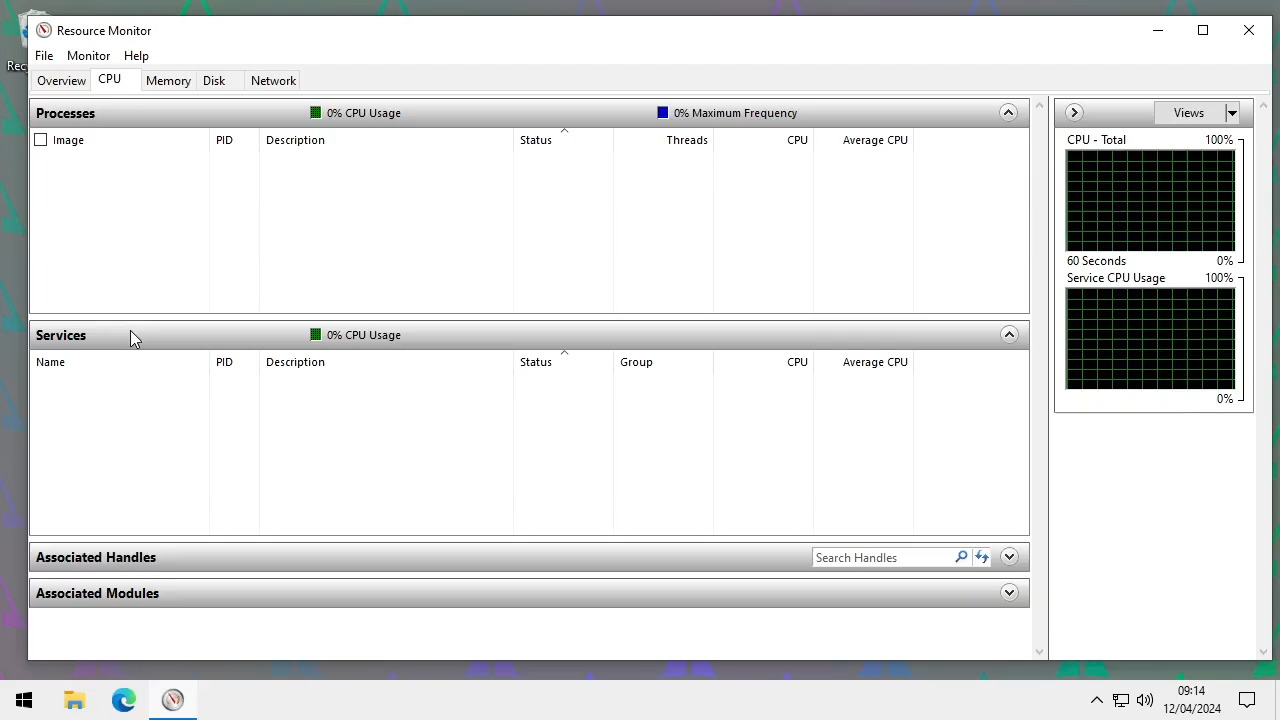 Resource Monitor
File Monitor Help
Overview CPU Memory Disk Network
Processes 0% CPU Usage 0% Maximum Frequency
Image PID Description Status Threads CPU Average CPU
Services 0% CPU Usage
Name PID Description Status Group CPU Average CPU
Associated Handles Search Handles
Associated Modules
Views
CPU - Total 100%
60 Seconds 0%
Service CPU Usage 100%
0%
09:14
12/04/2024